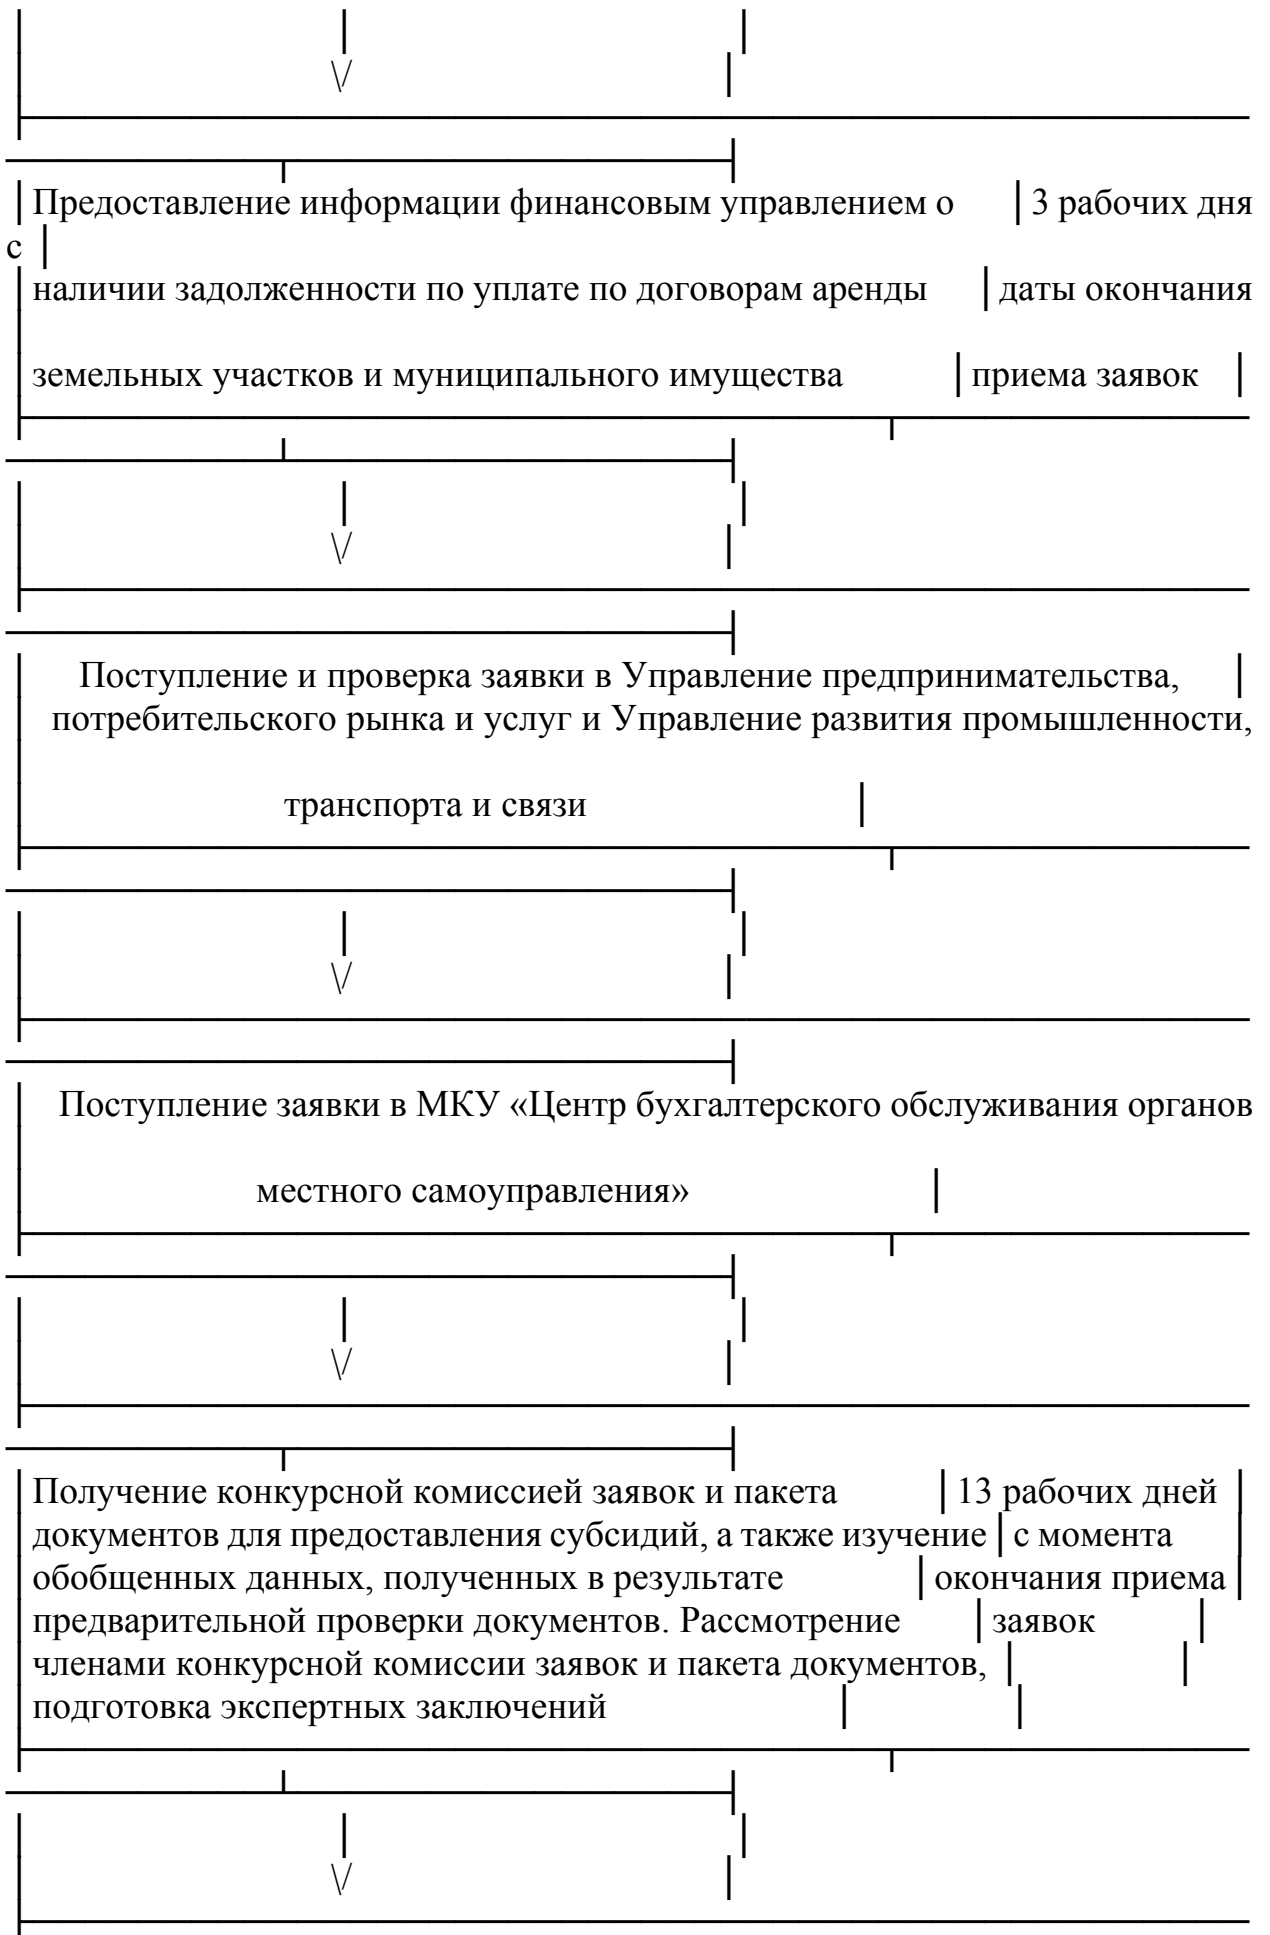 Предоставление информации финансовым управлением о 3 рабочих дня
с
наличии задолженности по уплате по договорам аренды даты окончания
земельных участков и муниципального имущества приема заявок
Поступление и проверка заявки в Управление предпринимательства,
потребительского рынка и услуг и Управление развития промышленности,
транспорта и связи
Поступление заявки в МКУ «Центр бухгалтерского обслуживания органов
местного самоуправления»
Получение конкурсной комиссией заявок и пакета 13 рабочих дней
документов для предоставления субсидий, а также изучение с момента
обобщенных данных, полученных в результате окончания приема
предварительной проверки документов. Рассмотрение заявок
членами конкурсной комиссии заявок и пакета документов,
подготовка экспертных заключений